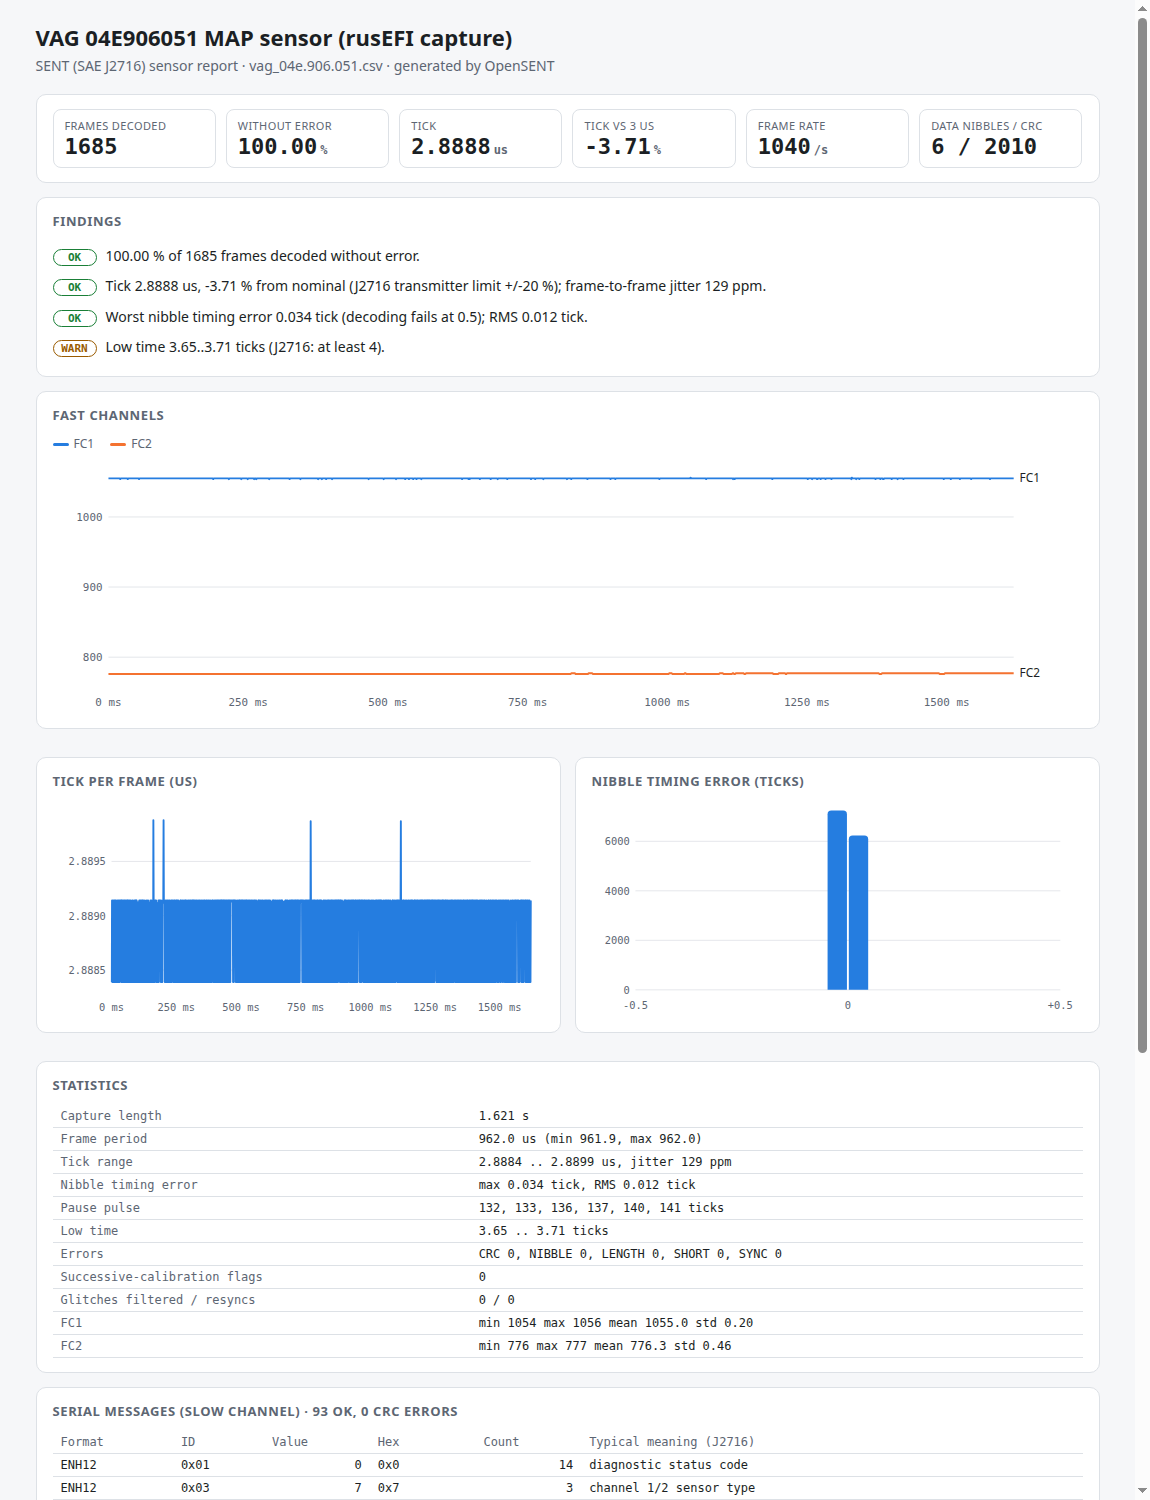 VAG 04E906051 MAP sensor (rusEFI capture)
SENT (SAE J2716) sensor report · vag_04e.906.051.csv · generated by OpenSENT
FRAMES DECODED
1685
WITHOUT ERROR
100.00 %
TICK
2.8888 us
TICK VS 3 US
-3.71 %
FRAME RATE
1040 /s
DATA NIBBLES / CRC
6 / 2010
FINDINGS
OK 100.00 % of 1685 frames decoded without error.
OK Tick 2.8888 us, -3.71 % from nominal (J2716 transmitter limit +/-20 %); frame-to-frame jitter 129 ppm.
OK Worst nibble timing error 0.034 tick (decoding fails at 0.5); RMS 0.012 tick.
WARN Low time 3.65..3.71 ticks (J2716: at least 4).
FAST CHANNELS
FC1 FC2
FC1
1000
900
800
FC2
0 ms 250 ms 500 ms 750 ms 1000 ms 1250 ms 1500 ms
TICK PER FRAME (US)
2.8895
2.8890
2.8885
0 ms 250 ms 500 ms 750 ms 1000 ms 1250 ms 1500 ms
NIBBLE TIMING ERROR (TICKS)
6000
4000
2000
0
-0.5 0 +0.5
STATISTICS
Capture length 1.621 s
Frame period 962.0 us (min 961.9, max 962.0)
Tick range 2.8884 .. 2.8899 us, jitter 129 ppm
Nibble timing error max 0.034 tick, RMS 0.012 tick
Pause pulse 132, 133, 136, 137, 140, 141 ticks
Low time 3.65 .. 3.71 ticks
Errors CRC 0, NIBBLE 0, LENGTH 0, SHORT 0, SYNC 0
Successive-calibration flags 0
Glitches filtered / resyncs 0 / 0
FC1 min 1054 max 1056 mean 1055.0 std 0.20
FC2 min 776 max 777 mean 776.3 std 0.46
SERIAL MESSAGES (SLOW CHANNEL) · 93 OK, 0 CRC ERRORS
Format ID Value Hex Count Typical meaning (J2716)
ENH12 0x01 0 0x0 14 diagnostic status code
ENH12 0x03 7 0x7 3 channel 1/2 sensor type